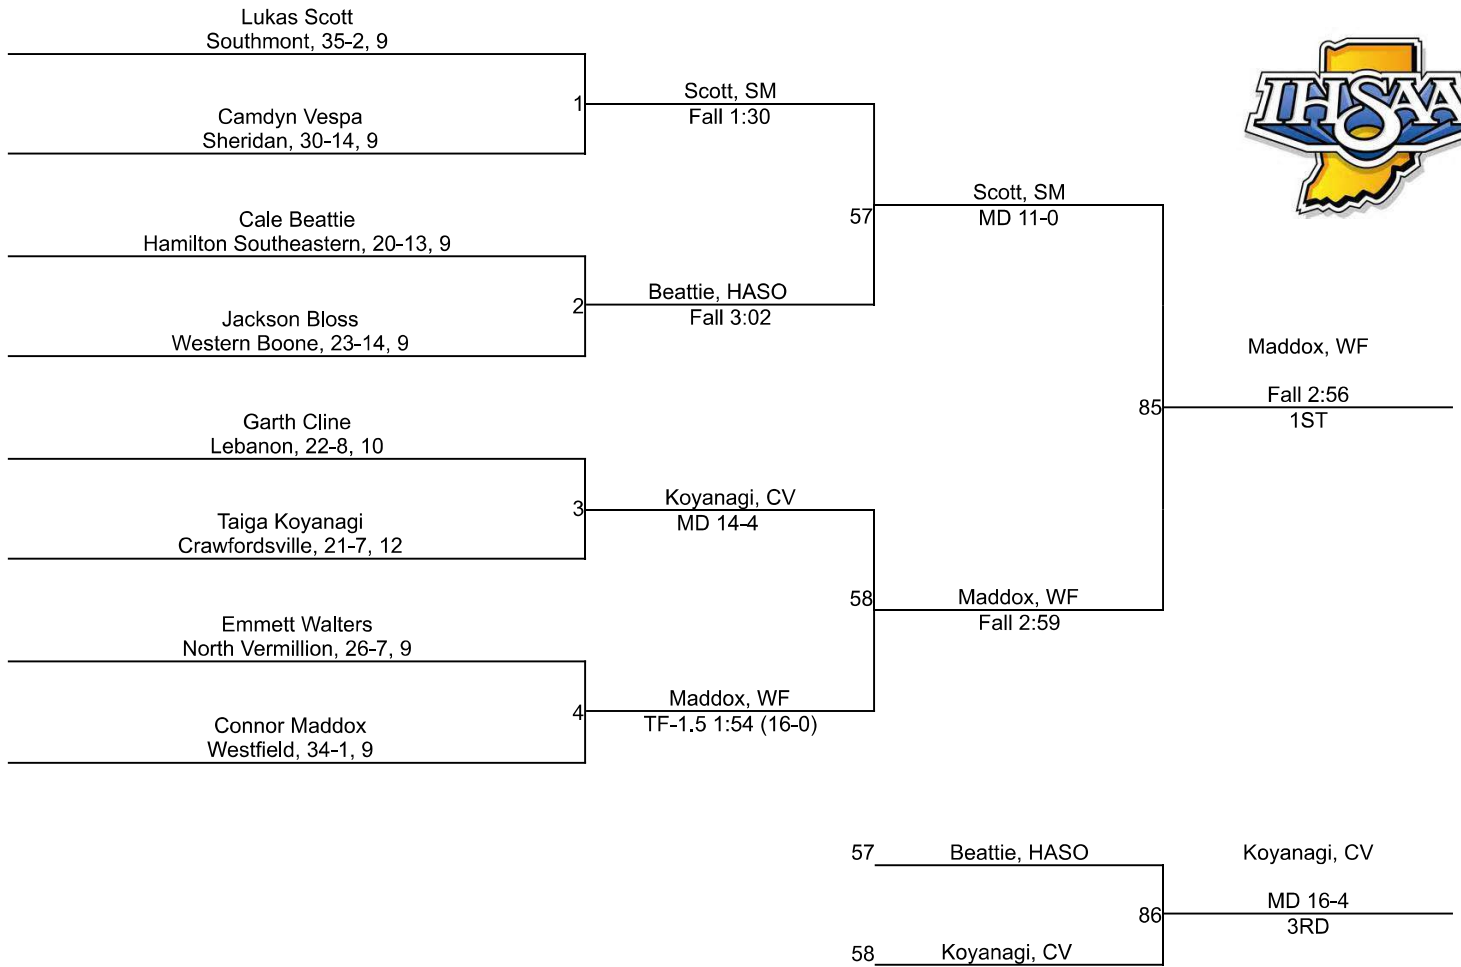 Lukas Scott
Southmont, 35-2, 9
Camdyn Vespa
Sheridan, 30-14, 9
Cale Beattie
Hamilton Southeastern, 20-13, 9
Jackson Bloss
Western Boone, 23-14, 9
Garth Cline
Lebanon, 22-8, 10
Taiga Koyanagi
Crawfordsville, 21-7, 12
Emmett Walters
North Vermillion, 26-7, 9
Connor Maddox
Westfield, 34-1, 9
1
Scott, SM
Fall 1:30
2
Beattie, HASO
Fall 3:02
3
Koyanagi, CV
MD 14-4
4
Maddox, WF
TF-1.5 1:54 (16-0)
57
Scott, SM
MD 11-0
58
Maddox, WF
Fall 2:59
IHSAA
85
Maddox, WF
Fall 2:56
1ST
57
Beattie, HASO
58
Koyanagi, CV
86
Koyanagi, CV
MD 16-4
3RD